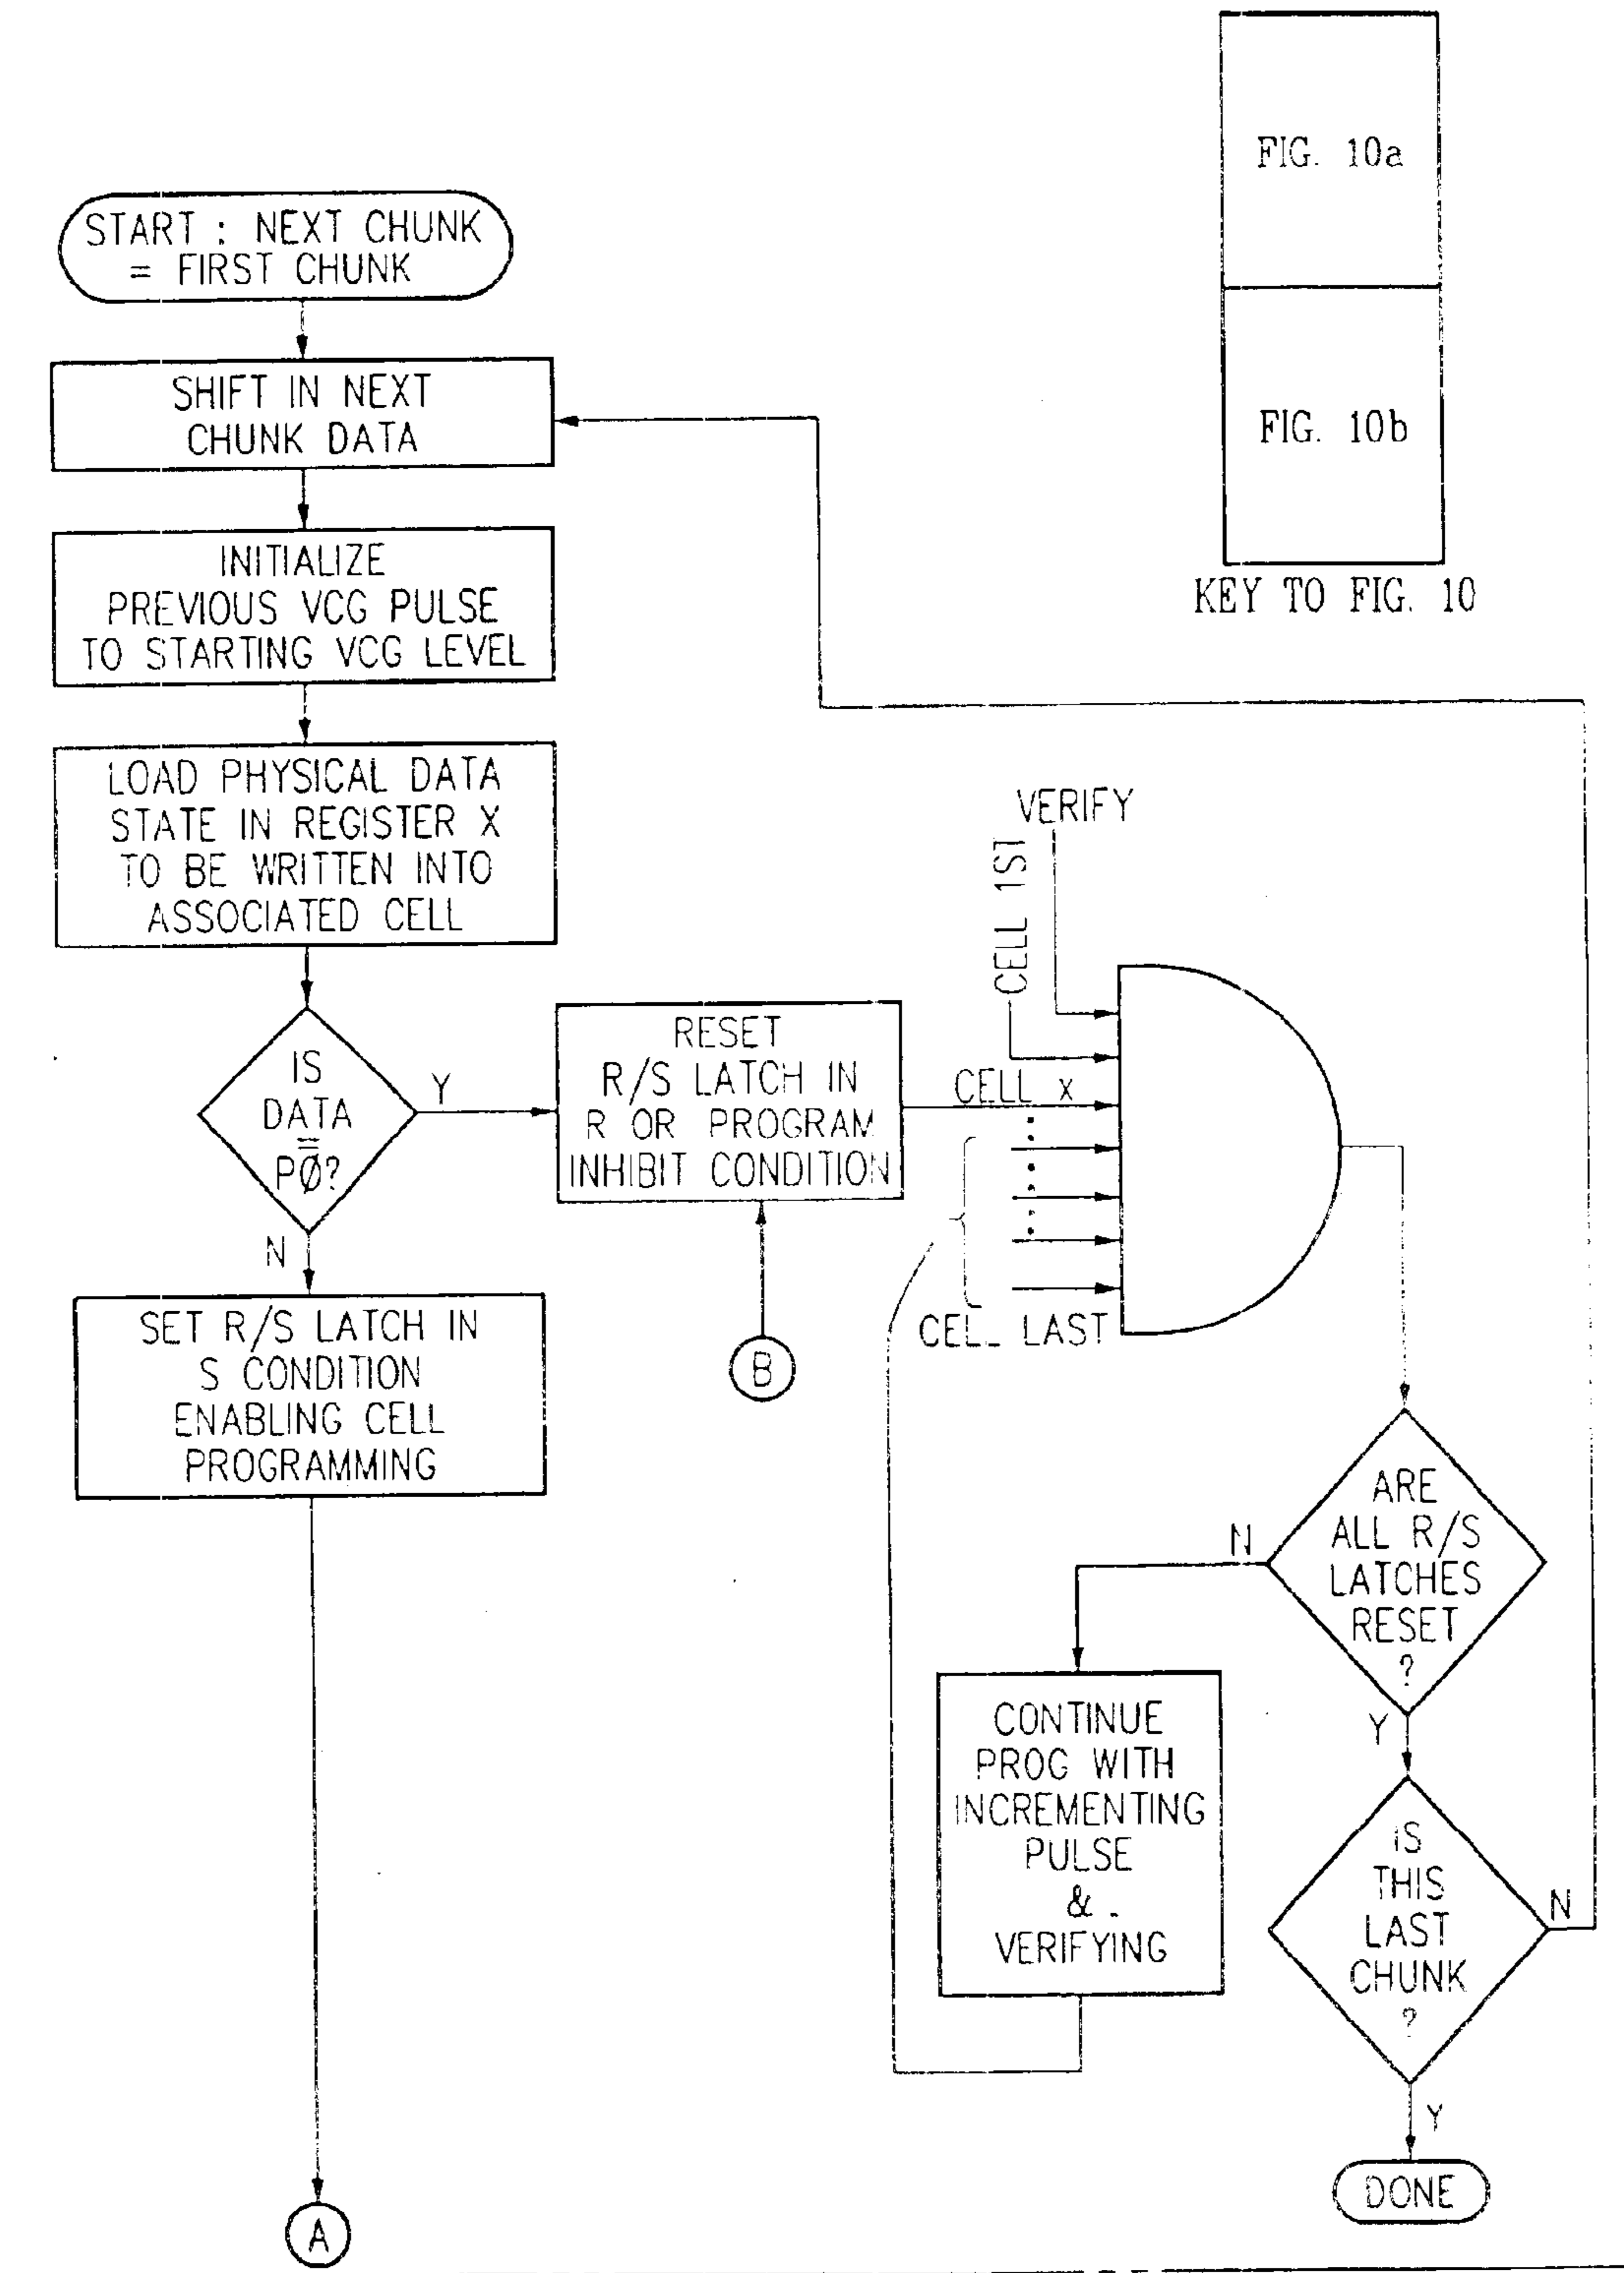 FIG. 10a
FIG. 10b
KEY TO FIG. 10
START : NEXT CHUNK
= FIRST CHUNK
SHIFT IN NEXT
CHUNK DATA
INITIALIZE
PREVIOUS VCG PULSE
TO STARTING VCG LEVEL
LOAD PHYSICAL DATA
STATE IN REGISTER X
TO BE WRITTEN INTO
ASSOCIATED CELL
IS
DATA
=
PØ?
Y
N
RESET
R/S LATCH IN
R OR PROGRAM
INHIBIT CONDITION
B
SET R/S LATCH IN
S CONDITION
ENABLING CELL
PROGRAMMING
A
VERIFY
CELL 1ST
CELL X
CELL LAST
ARE
ALL R/S
LATCHES
RESET
?
N
Y
CONTINUE
PROG WITH
INCREMENTING
PULSE
&
VERIFYING
IS
THIS
LAST
CHUNK
?
N
Y
DONE